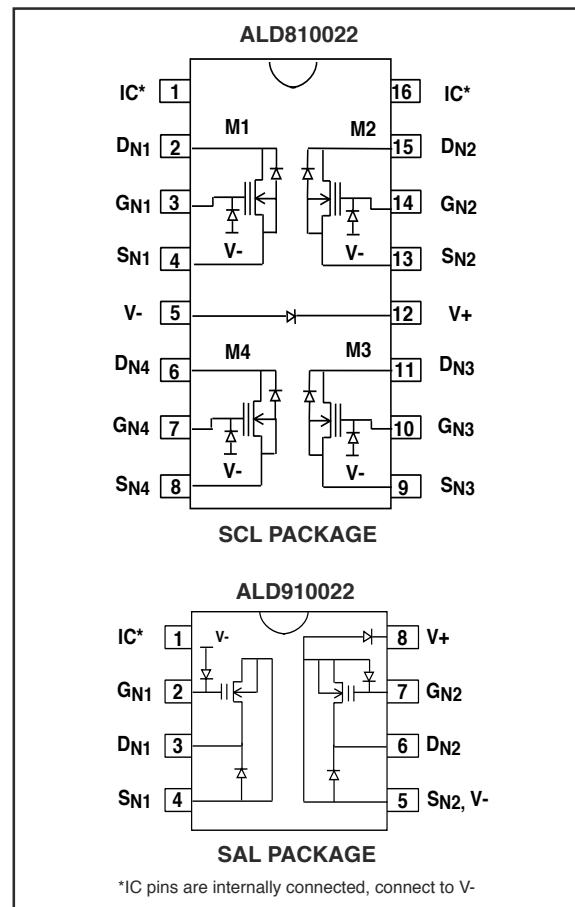 ALD810022
IC* 1 16 IC*
DN1 2 M1 M2 15 DN2
GN1 3 14 GN2
V- V-
SN1 4 13 SN2
V- 5 12 V+
DN4 6 M4 M3 11 DN3
GN4 7 10 GN3
V- V-
SN4 8 9 SN3
SCL PACKAGE
ALD910022
IC* 1 V- 8 V+
GN1 2 7 GN2
DN1 3 6 DN2
SN1 4 5 SN2, V-
SAL PACKAGE
*IC pins are internally connected, connect to V-